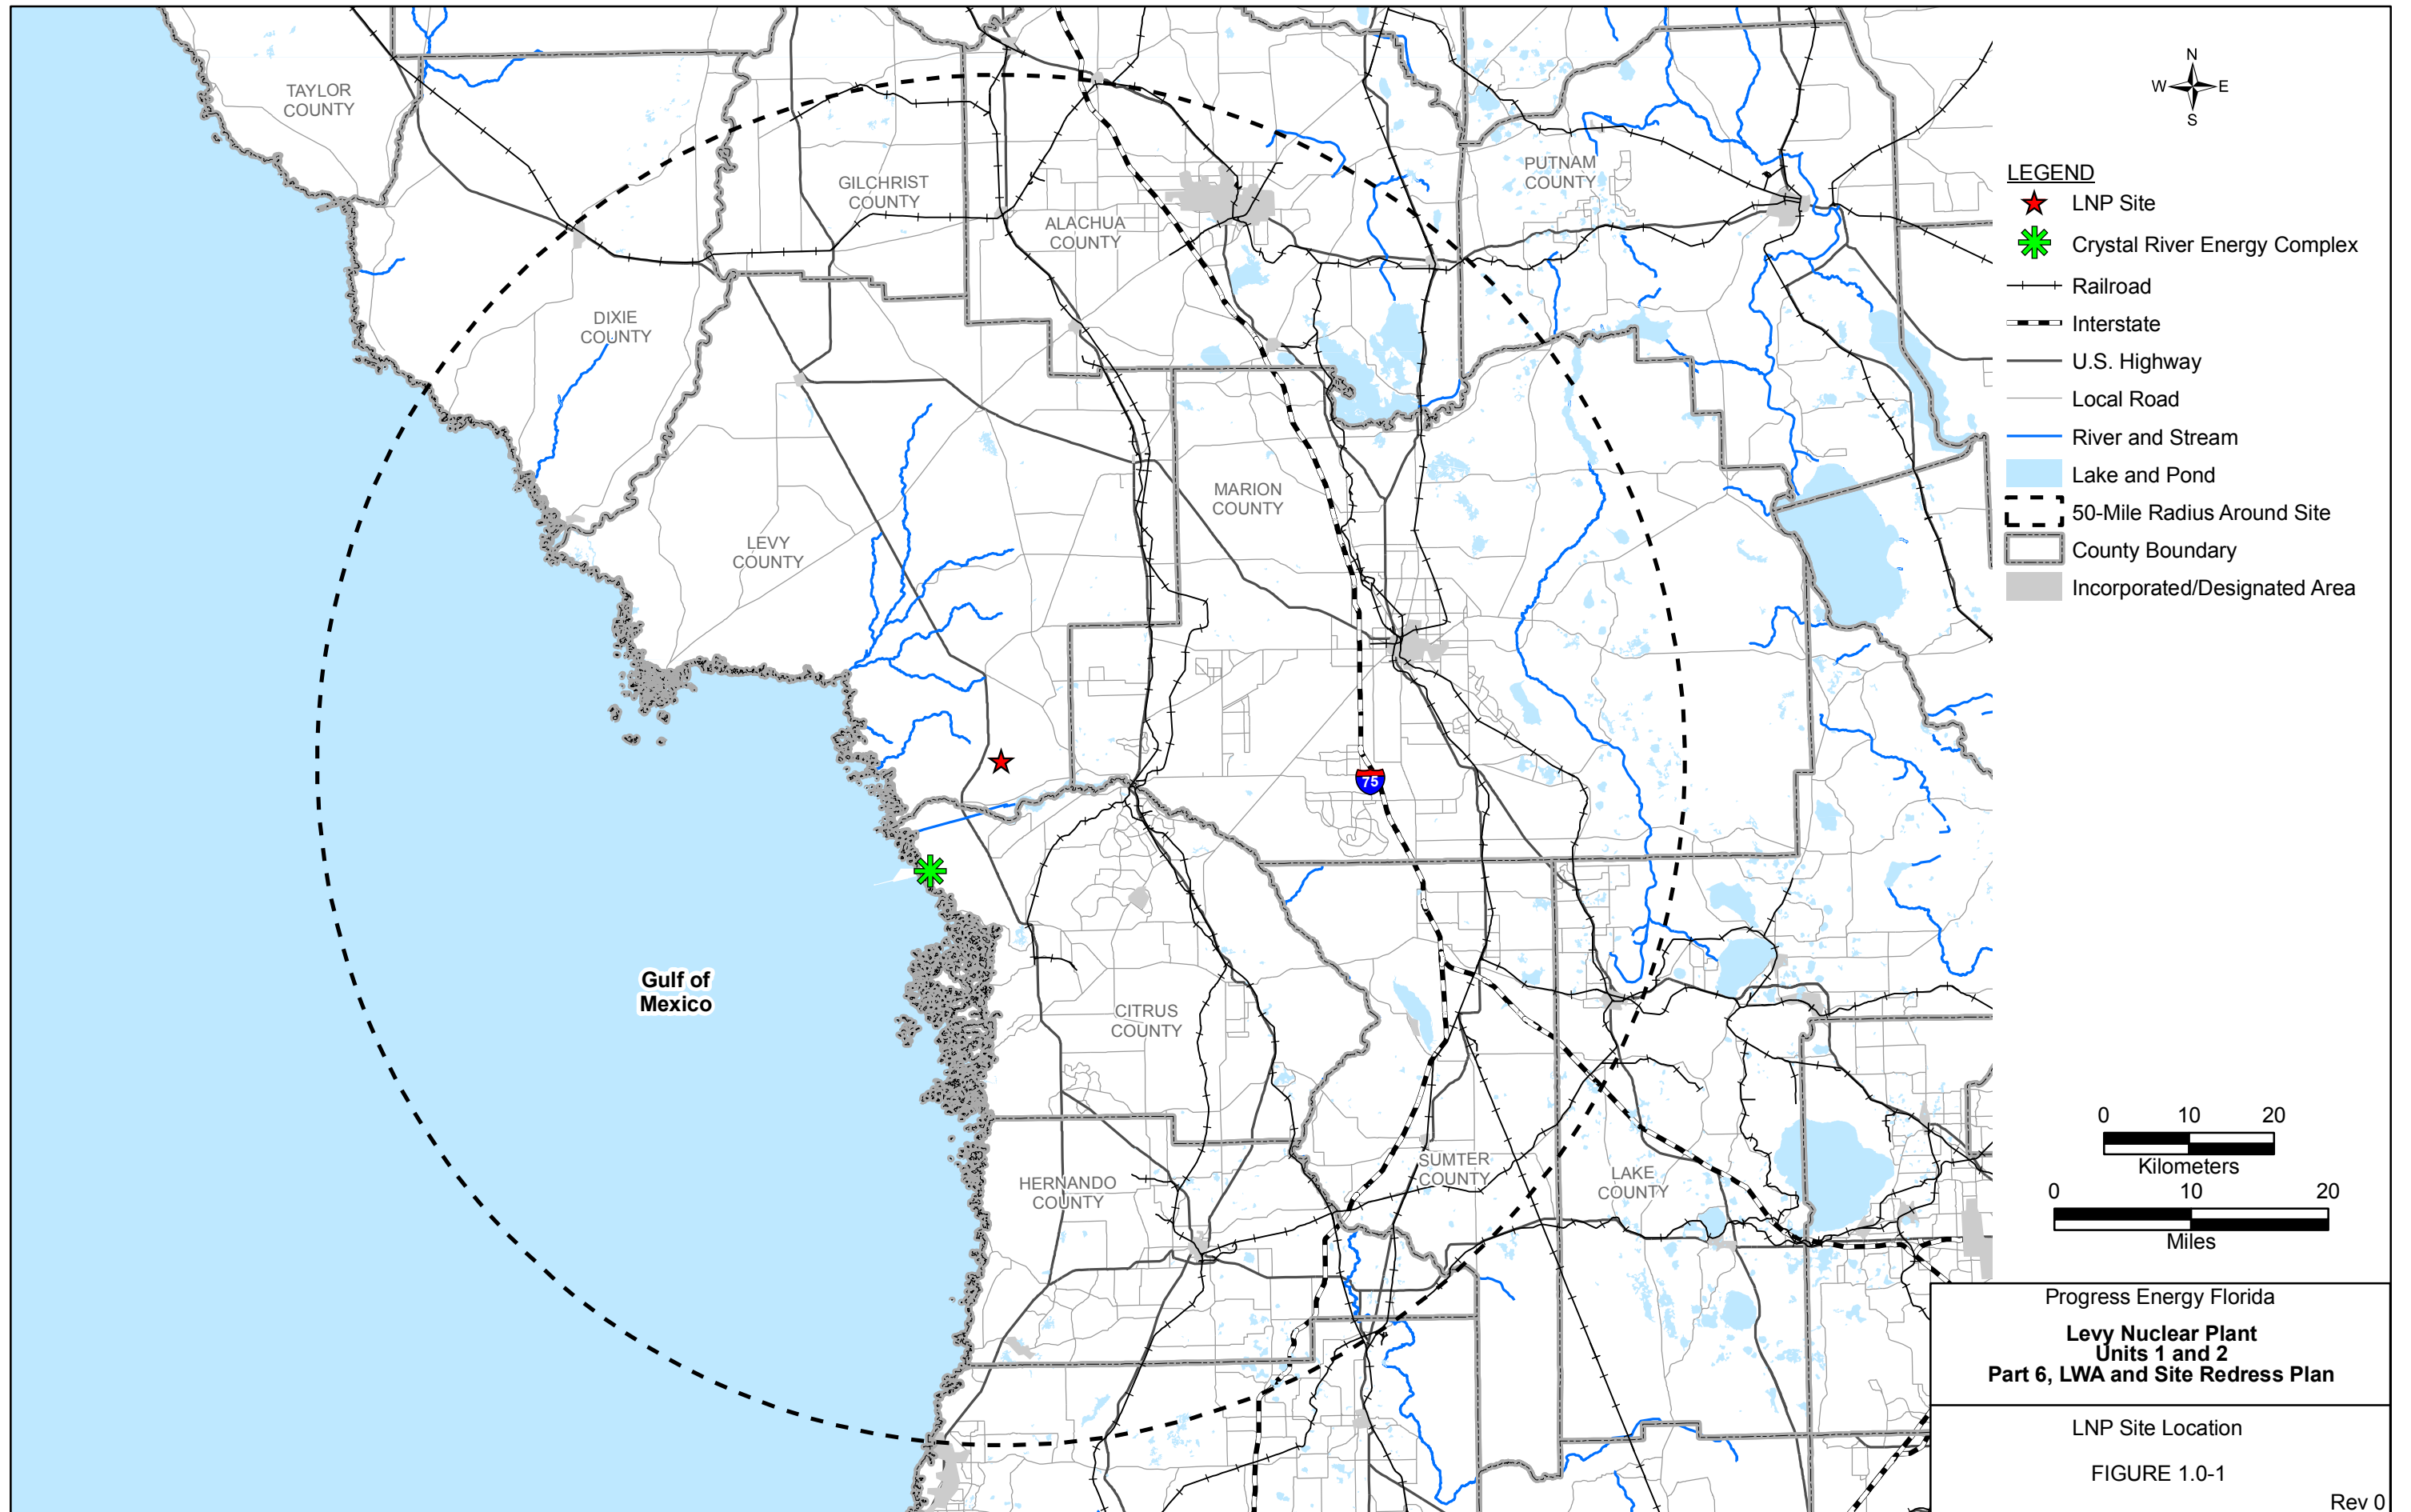 TAYLOR
COUNTY
GILCHRIST
COUNTY
ALACHUA
COUNTY
PUTNAM
COUNTY
DIXIE
COUNTY
LEVY
COUNTY
MARION
COUNTY
75
Gulf of
Mexico
CITRUS
COUNTY
HERNANDO
COUNTY
SUMTER
COUNTY
LAKE
COUNTY
N
W E
S
LEGEND
LNP Site
Crystal River Energy Complex
Railroad
Interstate
U.S. Highway
Local Road
River and Stream
Lake and Pond
50-Mile Radius Around Site
County Boundary
Incorporated/Designated Area
0 10 20
Kilometers
0 10 20
Miles
Progress Energy Florida
Levy Nuclear Plant
Units 1 and 2
Part 6, LWA and Site Redress Plan
LNP Site Location
FIGURE 1.0-1
Rev 0